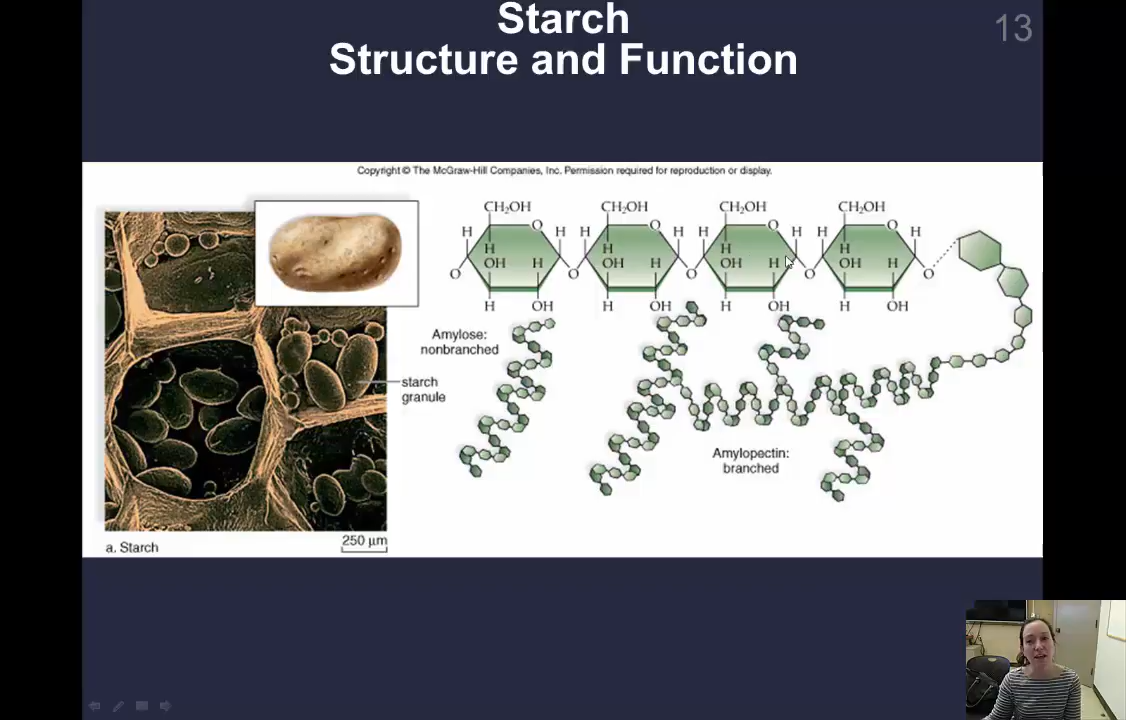 Starch
Structure and Function
13
Copyright © The McGraw-Hill Companies, Inc. Permission required for reproduction or display.
CH₂OH CH₂OH CH₂OH CH₂OH
O O O O
H H H H H H H H
H H H H
OH H OH H OH H OH H
O O O O O
H OH H OH H OH H OH
Amylose:
nonbranched
starch
granule
Amylopectin:
branched
a. Starch
250 μm